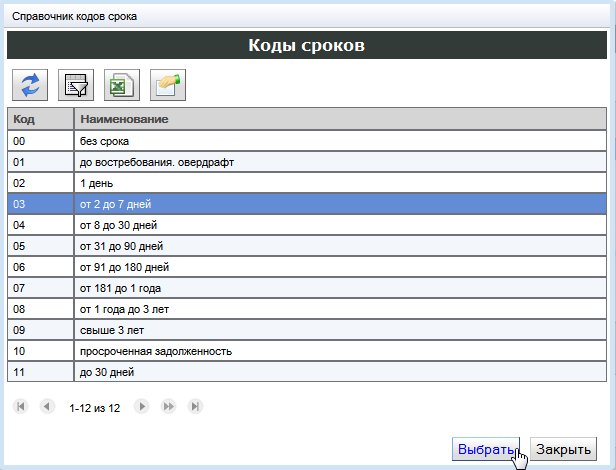 Справочник кодов срока
Коды сроков
Код Наименование
00 без срока
01 до востребования. овердрафт
02 1 день
03 от 2 до 7 дней
04 от 8 до 30 дней
05 от 31 до 90 дней
06 от 91 до 180 дней
07 от 181 до 1 года
08 от 1 года до 3 лет
09 свыше 3 лет
10 просроченная задолженность
11 до 30 дней
1-12 из 12
Выбрать Закрыть